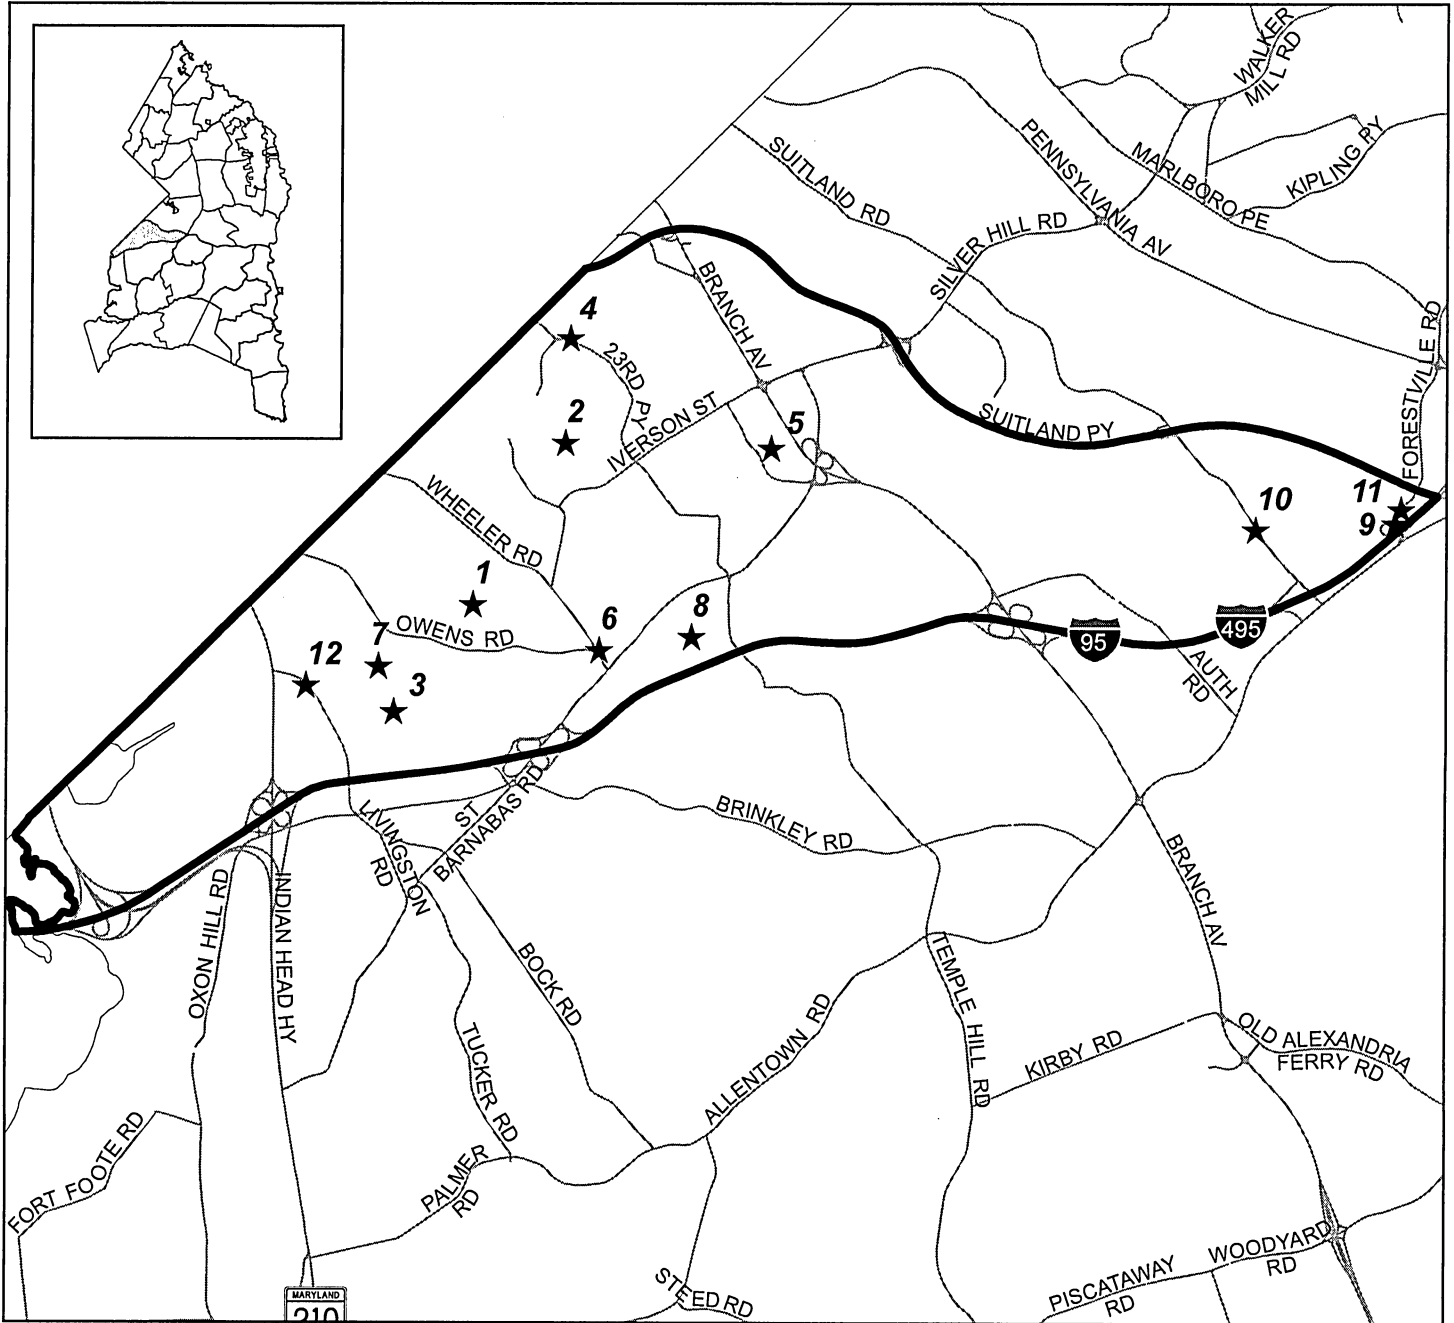 WALKER
MILL RD
PENNSYLVANIA AV
MARLBORO PE
KIPLING PY
SUITLAND RD
SILVER HILL RD
BRANCH AV
FORESTVILLE RD
4
23RD PY
2
IVERSON ST
5
SUITLAND PY
WHEELER RD
10
11
9
1
OWENS RD
7
6
8
12
3
95
495
AUTH
RD
LIVINGSTON
RD
ST
BARNABAS RD
BRINKLEY RD
BRANCH AV
OXON HILL RD
INDIAN HEAD HY
BOCK RD
TEMPLE HILL RD
TUCKER RD
ALLENTOWN RD
KIRBY RD
OLD ALEXANDRIA
FERRY RD
FORT FOOTE RD
PALMER
RD
STEED RD
PISCATAWAY
RD
WOODYARD
RD
MARYLAND
210